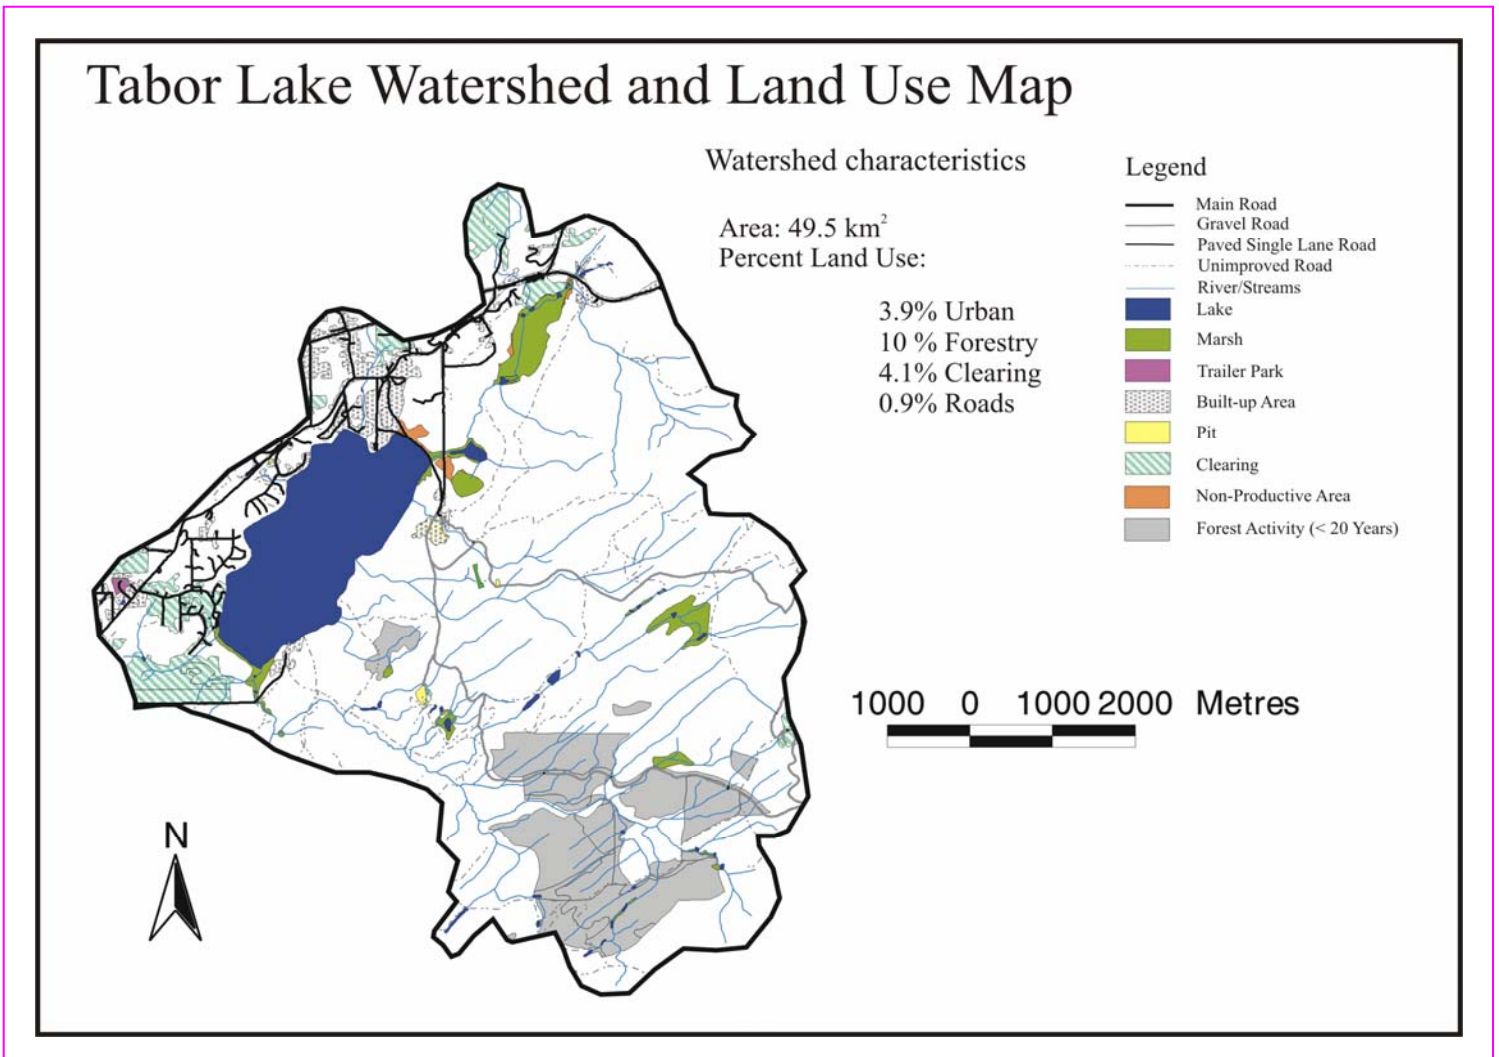 Tabor Lake Watershed and Land Use Map
Watershed characteristics
Area: 49.5 km²
Percent Land Use:
3.9% Urban
10 % Forestry
4.1% Clearing
0.9% Roads
Legend
Main Road
Gravel Road
Paved Single Lane Road
Unimproved Road
River/Streams
Lake
Marsh
Trailer Park
Built-up Area
Pit
Clearing
Non-Productive Area
Forest Activity (< 20 Years)
1000 0 1000 2000 Metres
N